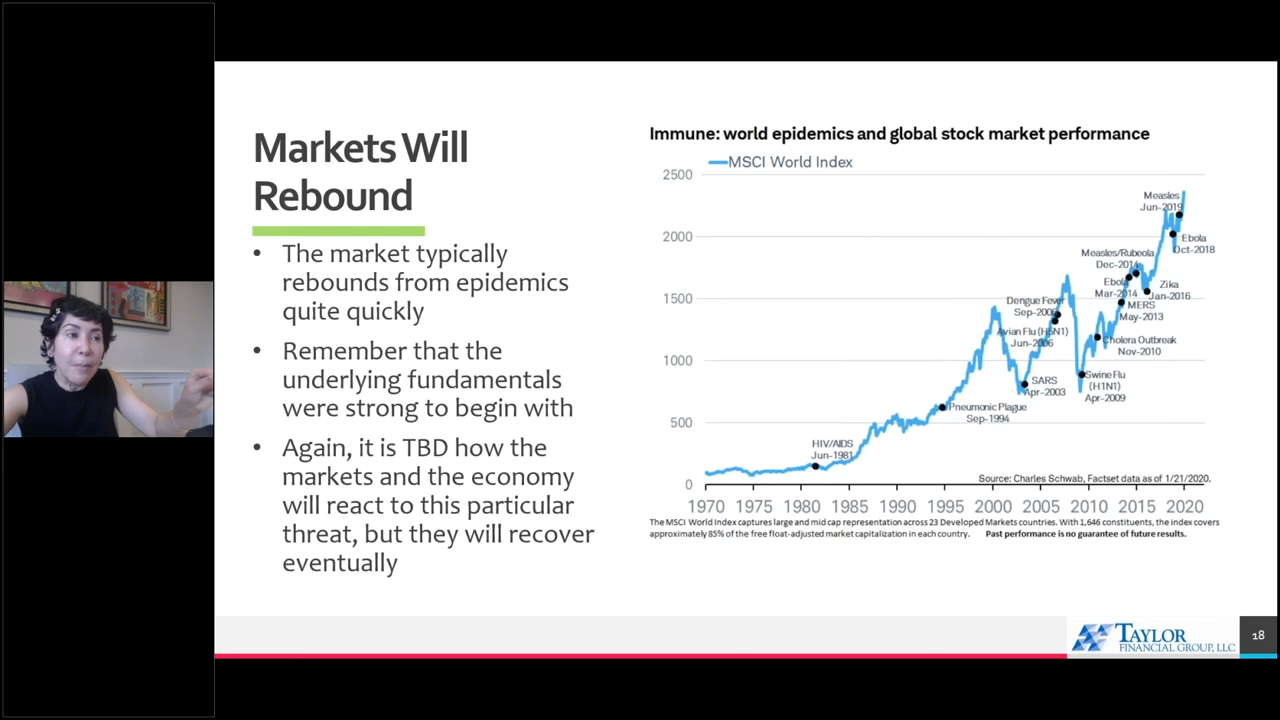 Markets Will
Rebound
• The market typically
rebounds from epidemics
quite quickly
• Remember that the
underlying fundamentals
were strong to begin with
• Again, it is TBD how the
markets and the economy
will react to this particular
threat, but they will recover
eventually
Immune: world epidemics and global stock market performance
MSCI World Index
2500
2000
1500
1000
500
0
Measles
Jun-2019
Ebola
Oct-2018
Measles/Rubeola
Dec-2014
Ebola
Mar-2014
Zika
Jan-2016
MERS
May-2013
Dengue Fever
Sep-2006
Avian Flu (H5N1)
Jun-2006
Cholera Outbreak
Nov-2010
SARS
Apr-2003
Swine Flu
(H1N1)
Apr-2009
Pneumonic Plague
Sep-1994
HIV/AIDS
Jun-1981
Source: Charles Schwab, Factset data as of 1/21/2020.
1970 1975 1980 1985 1990 1995 2000 2005 2010 2015 2020
The MSCI World Index captures large and mid cap representation across 23 Developed Markets countries. With 1,646 constituents, the index covers
approximately 85% of the free float-adjusted market capitalization in each country. Past performance is no guarantee of future results.
TAYLOR
FINANCIAL GROUP, LLC
18